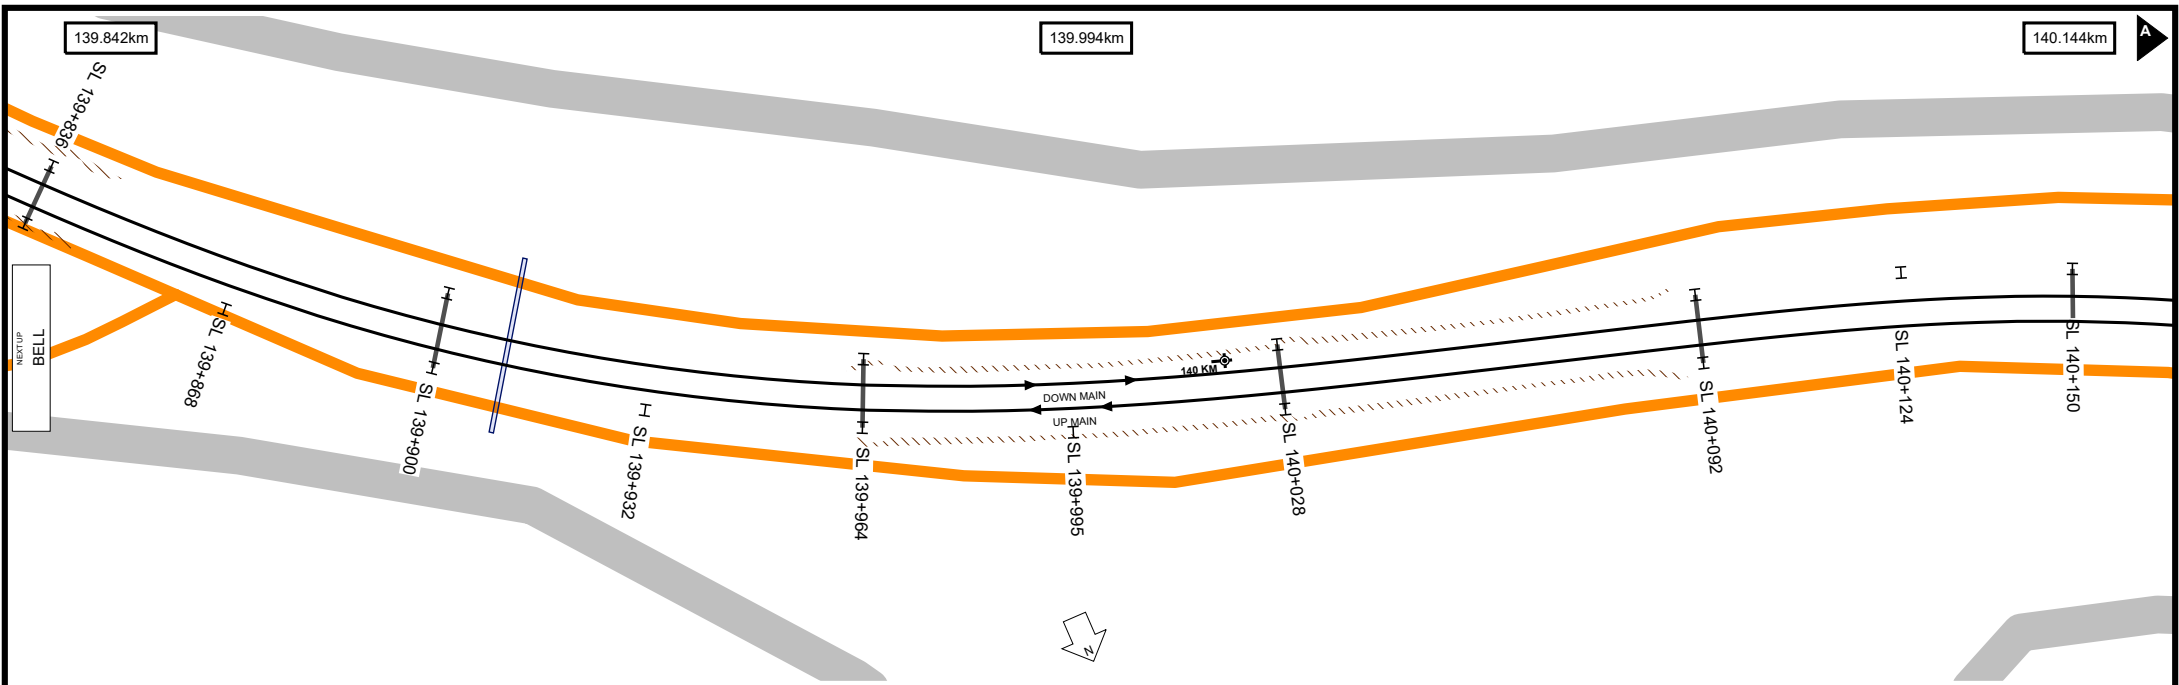 139.842km
139.994km
140.144km
A
SL 139+836
NEXT UP
BELL
SL 139+868
SL 139+900
SL 139+932
SL 139+964
SL 139+995
SL 140+028
SL 140+092
SL 140+124
SL 140+150
140 KM
DOWN MAIN
UP MAIN
N